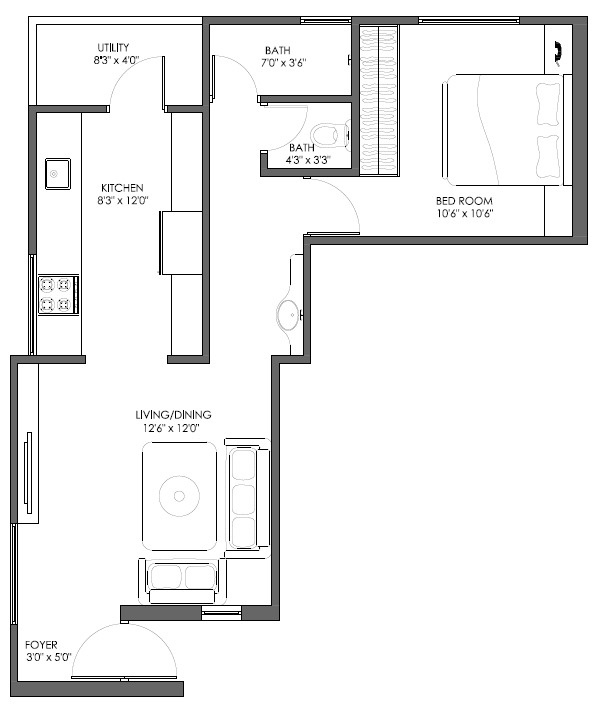 UTILITY
8'3" x 4'0"
BATH
7'0" x 3'6"
BATH
4'3" x 3'3"
KITCHEN
8'3" x 12'0"
BED ROOM
10'6" x 10'6"
LIVING/DINING
12'6" x 12'0"
FOYER
3'0" x 5'0"